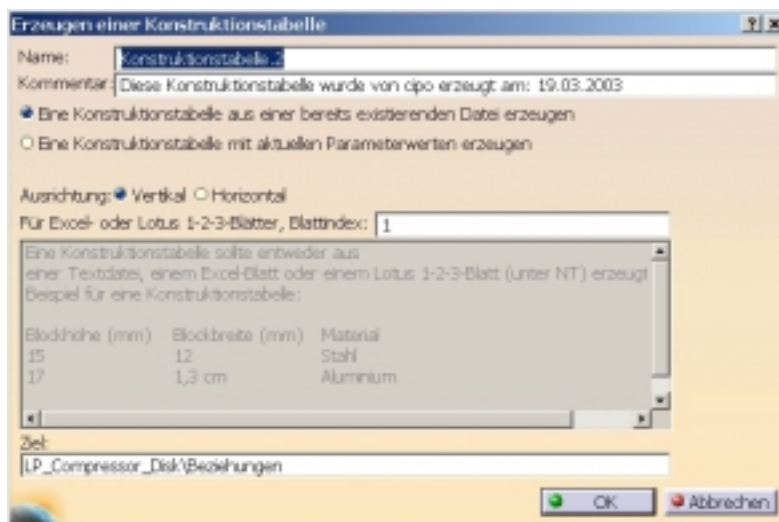 Erzeugen einer Konstruktionstabelle
Name: Konstruktionstabelle.2
Kommentar: Diese Konstruktionstabelle wurde von cipo erzeugt am: 19.03.2003
Eine Konstruktionstabelle aus einer bereits existierenden Datei erzeugen
Eine Konstruktionstabelle mit aktuellen Parameterwerten erzeugen
Ausrichtung: Vertikal Horizontal
Für Excel- oder Lotus 1-2-3-Blätter, Blattindex: 1
Eine Konstruktionstabelle sollte entweder aus
einer Textdatei, einem Excel-Blatt oder einem Lotus 1-2-3-Blatt (unter NT) erzeugt
Beispiel für eine Konstruktionstabelle:
Blockhöhe (mm) Blockbreite (mm) Material
15 12 Stahl
17 1,3 cm Aluminium
Ziel:
LP_Compressor_Disk\Beziehungen
OK Abbrechen